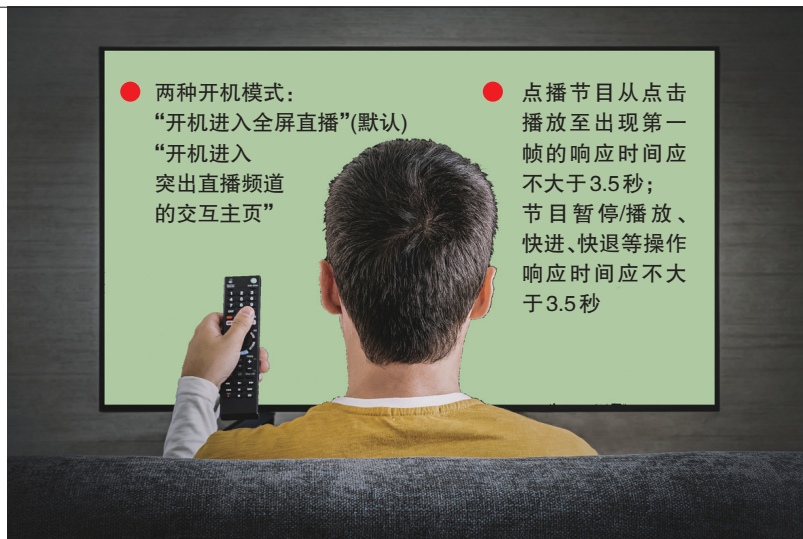 两种开机模式：
“开机进入全屏直播”(默认)
“开机进入
突出直播频道
的交互主页”
点播节目从点击
播放至出现第一
帧的响应时间应
不大于3.5秒；
节目暂停/播放、
快进、快退等操作
响应时间应不大
于3.5秒